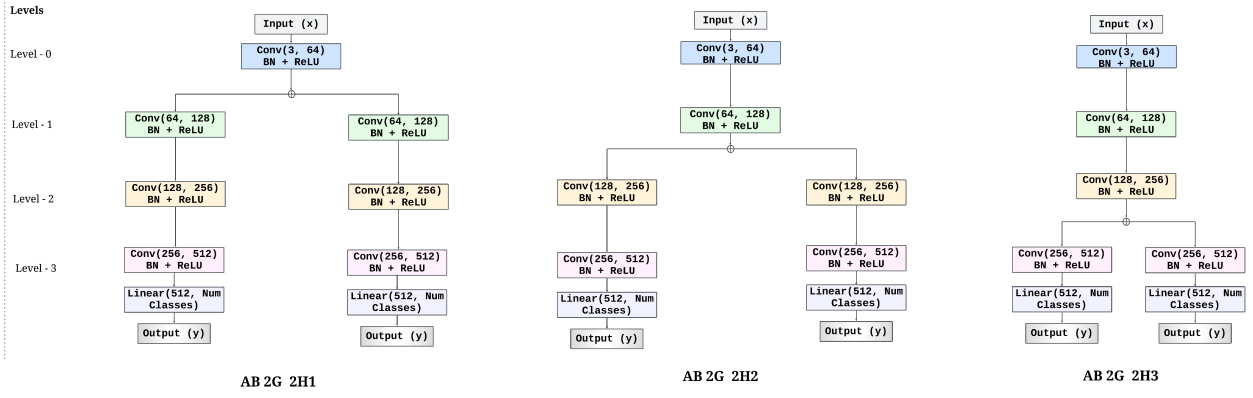 Levels
Level - 0
Level - 1
Level - 2
Level - 3
Input (x)
Conv(3, 64)
BN + ReLU
Conv(64, 128)
BN + ReLU
Conv(64, 128)
BN + ReLU
Conv(128, 256)
BN + ReLU
Conv(128, 256)
BN + ReLU
Conv(256, 512)
BN + ReLU
Conv(256, 512)
BN + ReLU
Linear(512, Num
Classes)
Linear(512, Num
Classes)
Output (y)
Output (y)
AB 2G 2H1
Input (x)
Conv(3, 64)
BN + ReLU
Conv(64, 128)
BN + ReLU
Conv(128, 256)
BN + ReLU
Conv(128, 256)
BN + ReLU
Conv(256, 512)
BN + ReLU
Conv(256, 512)
BN + ReLU
Linear(512, Num
Classes)
Linear(512, Num
Classes)
Output (y)
Output (y)
AB 2G 2H2
Input (x)
Conv(3, 64)
BN + ReLU
Conv(64, 128)
BN + ReLU
Conv(128, 256)
BN + ReLU
Conv(256, 512)
BN + ReLU
Conv(256, 512)
BN + ReLU
Linear(512, Num
Classes)
Linear(512, Num
Classes)
Output (y)
Output (y)
AB 2G 2H3